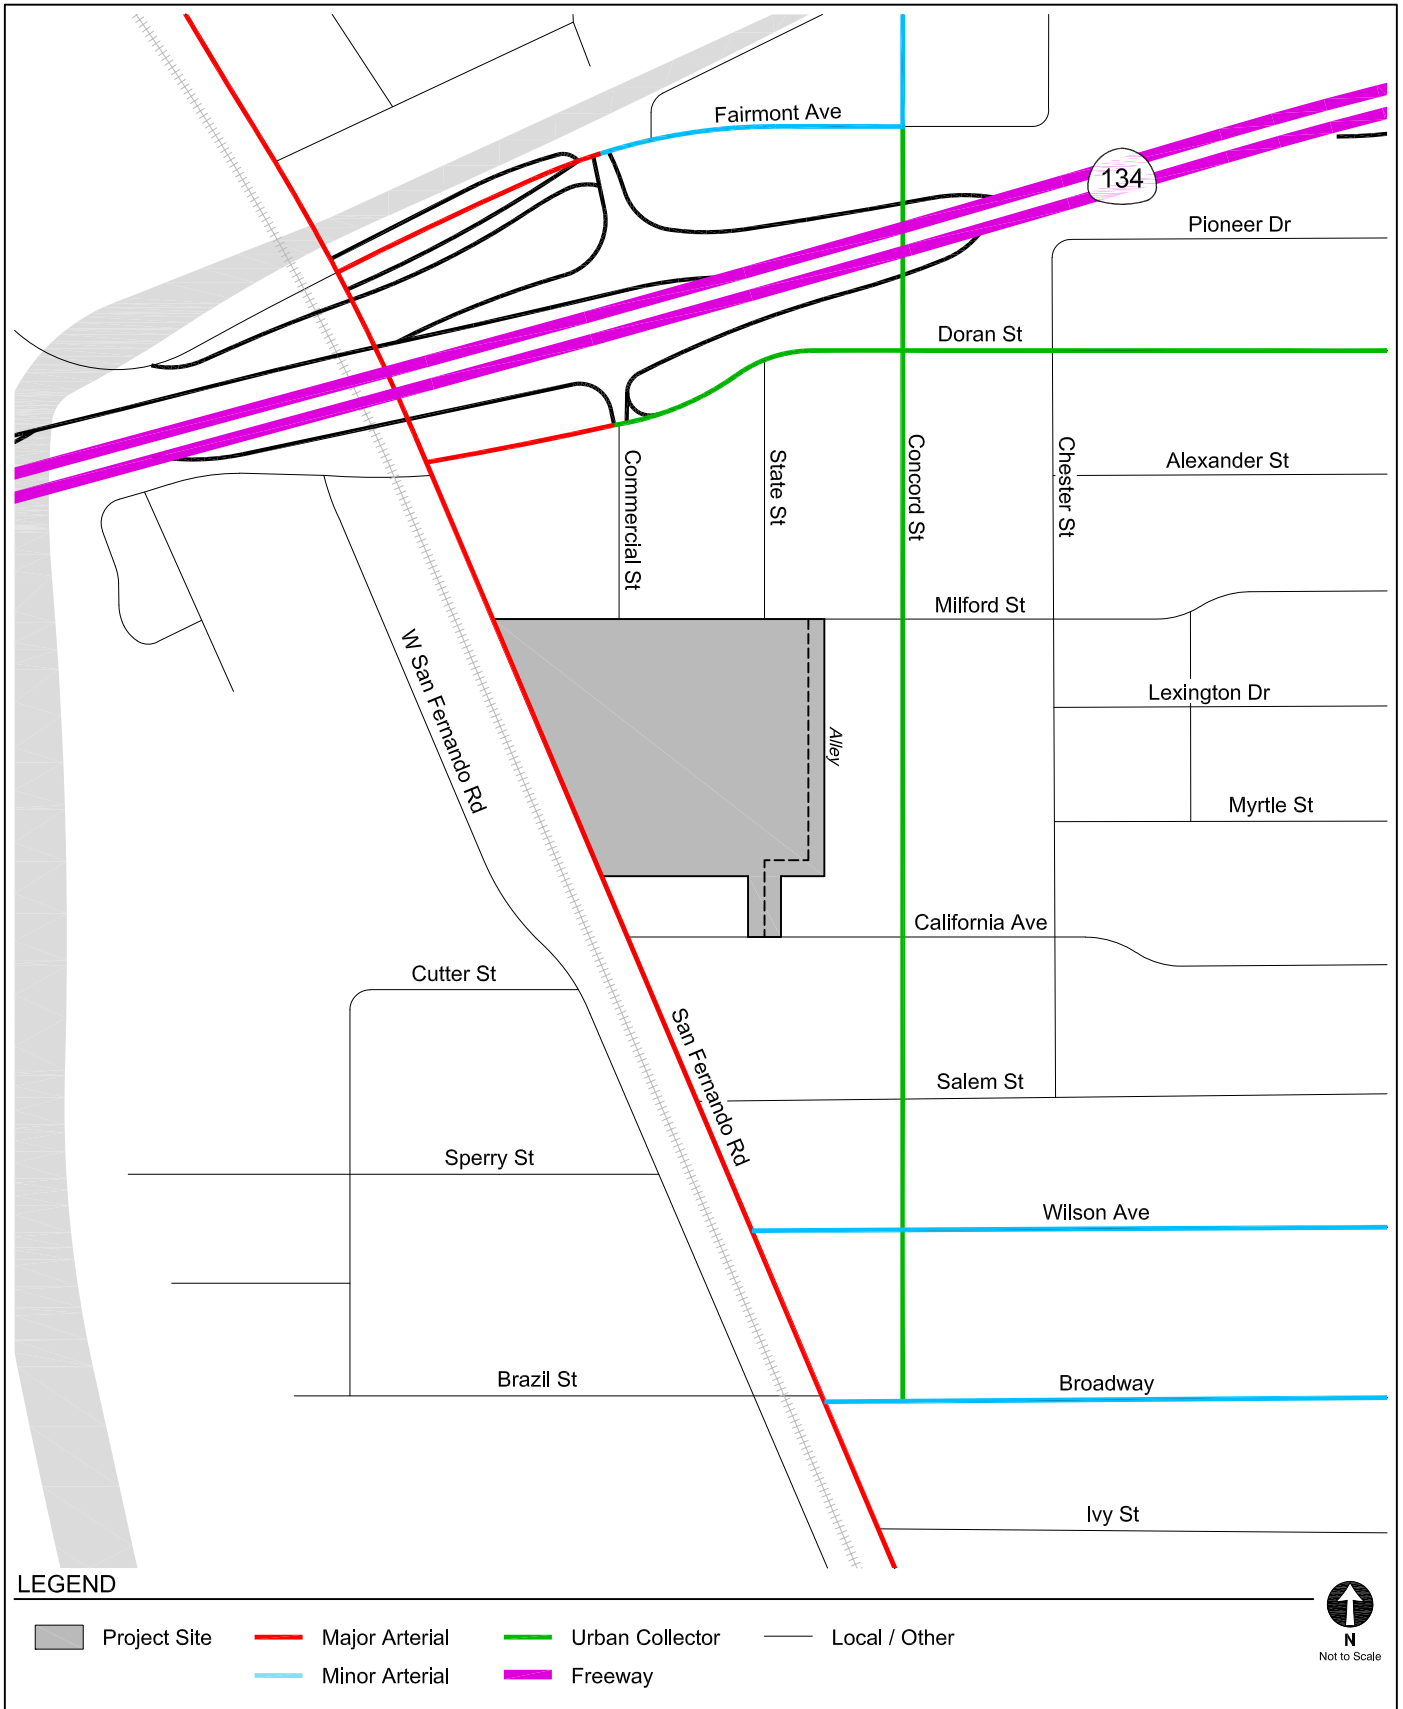 Fairmont Ave
134
Pioneer Dr
Doran St
Commercial St
State St
Concord St
Chester St
Alexander St
Milford St
W San Fernando Rd
Lexington Dr
Alley
Myrtle St
California Ave
Cutter St
San Fernando Rd
Salem St
Sperry St
Wilson Ave
Brazil St
Broadway
Ivy St
LEGEND
Project Site
Major Arterial
Urban Collector
Local / Other
Minor Arterial
Freeway
N
Not to Scale